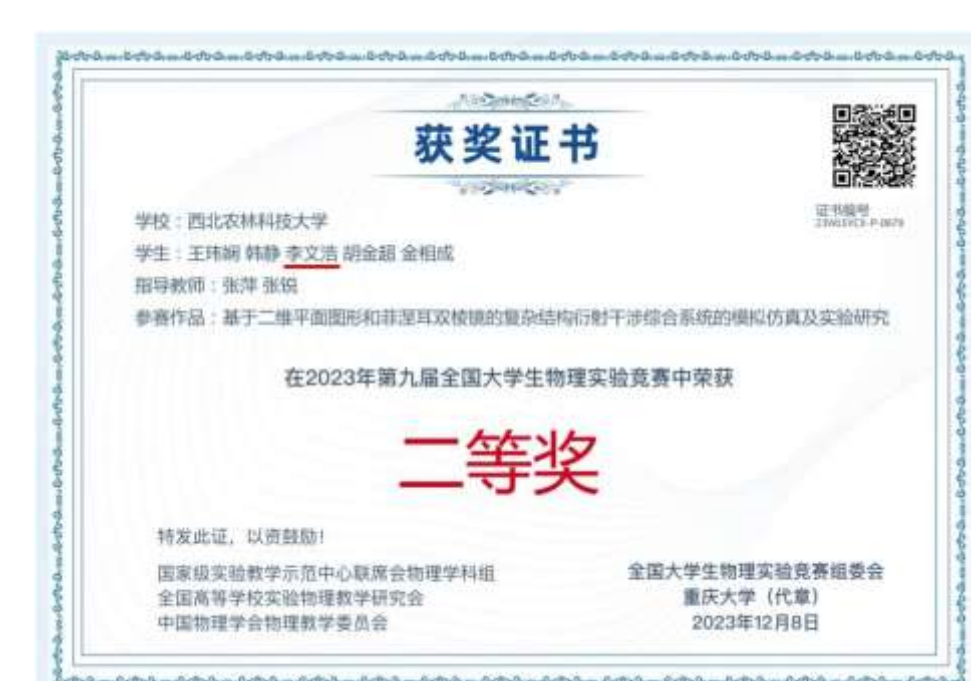 获奖证书
证书编号
学校：西北农林科技大学
学生：王玮娴 韩静 李文浩 胡金超 金相成
指导教师：张萍 张锐
参赛作品：基于二维平面图形和菲涅耳双棱镜的复杂结构衍射干涉综合系统的模拟仿真及实验研究
在2023年第九届全国大学生物理实验竞赛中荣获
二等奖
特发此证，以资鼓励！
国家级实验教学示范中心联席会物理学科组
全国高等学校实验物理教学研究会
中国物理学会物理教学委员会
全国大学生物理实验竞赛组委会
重庆大学（代章）
2023年12月8日